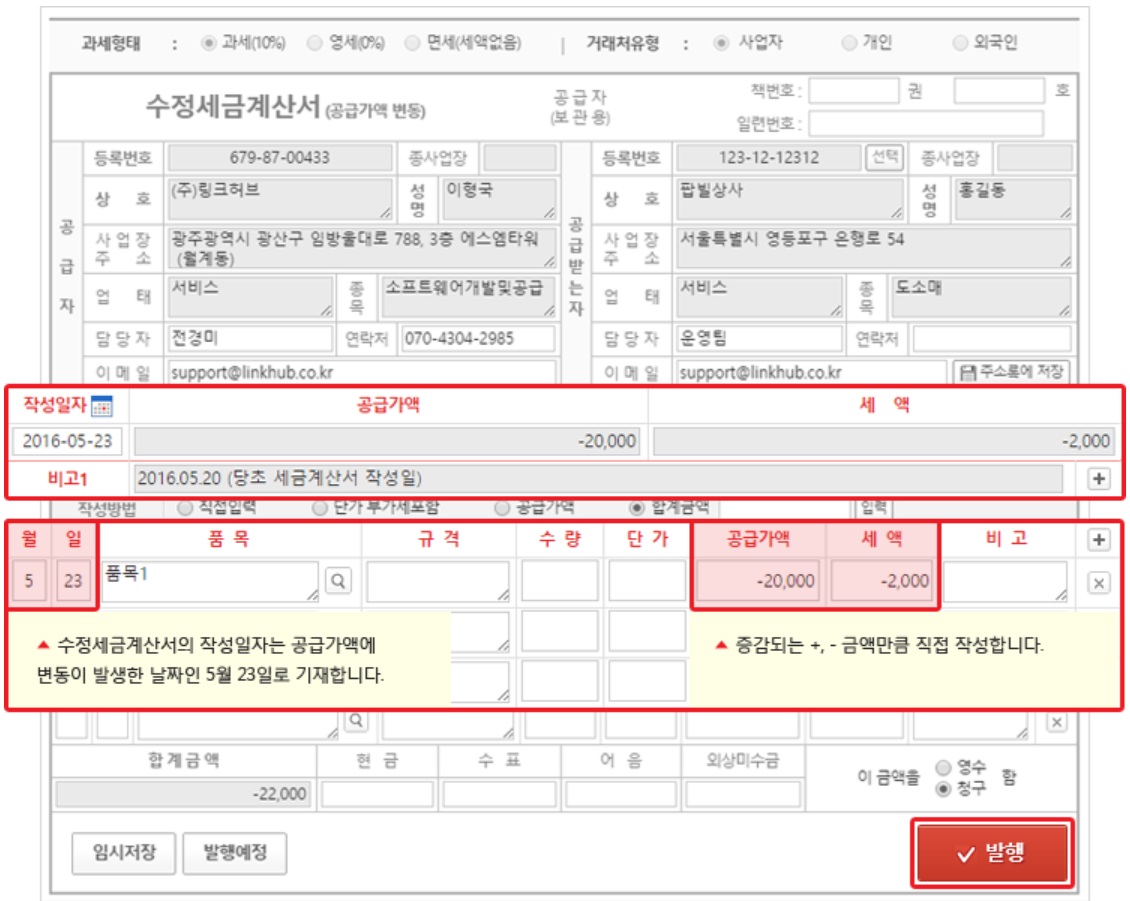 과세형태 : 과세(10%) 영세(0%) 면세(세액없음) | 거래처유형 : 사업자 개인 외국인
수정세금계산서 (공급가액 변동) 공 급 자 (보 관 용) 책번호 : 권 호
일련번호 :
공급자 등록번호 679-87-00433 종사업장 공급받는자 등록번호 123-12-12312 선택 종사업장
상 호 (주)링크허브 성명 이형국 상 호 팝빌상사 성명 홍길동
사 업 장 주 소 광주광역시 광산구 임방울대로 788, 3층 에스엠타워 (월계동) 사 업 장 주 소 서울특별시 영등포구 은행로 54
업 태 서비스 종목 소프트웨어개발및공급 업 태 서비스 종목 도소매
담 당 자 전경미 연락처 070-4304-2985 담 당 자 운영팀 연락처
이 메 일 support@linkhub.co.kr 이 메 일 support@linkhub.co.kr 주소록에 저장
작성일자 공급가액 세 액
2016-05-23 -20,000 -2,000
비고1 2016.05.20 (당초 세금계산서 작성일) +
작성방법 직접입력 단가 부가세포함 공급가액 합계금액 입력
월 일 품 목 규 격 수 량 단 가 공급가액 세 액 비 고 +
5 23 품목1 -20,000 -2,000
▲ 수정세금계산서의 작성일자는 공급가액에
변동이 발생한 날짜인 5월 23일로 기재합니다.
▲ 증감되는 +, - 금액만큼 직접 작성합니다.
합 계 금 액 현 금 수 표 어 음 외상미수금 이 금액을 영수 청구 함
-22,000
임시저장 발행예정 발행